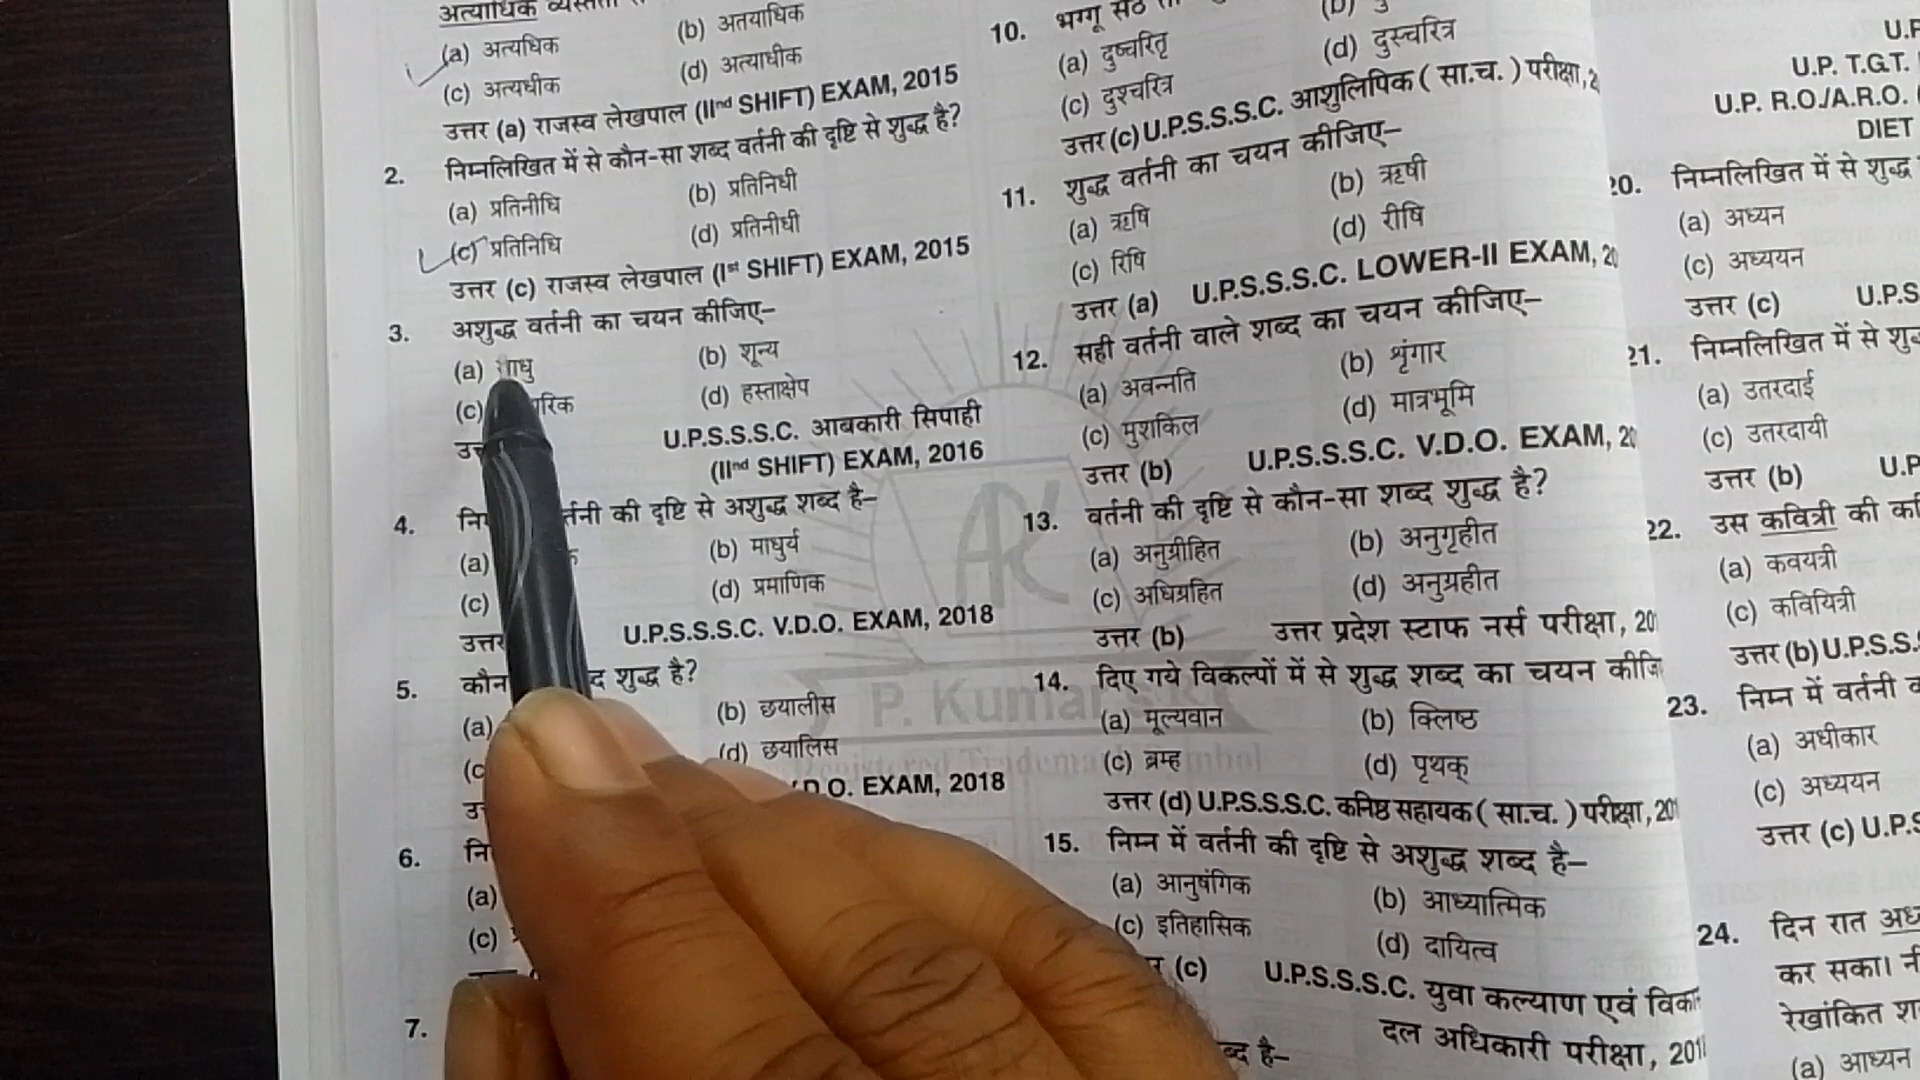 अत्याधिक
(a) अत्यधिक (b) अतयाधिक
(c) अत्यधीक (d) अत्याधीक
उत्तर (a) राजस्व लेखपाल (IInd SHIFT) EXAM, 2015
2. निम्नलिखित में से कौन-सा शब्द वर्तनी की दृष्टि से शुद्ध है?
(a) प्रतिनीधि (b) प्रतिनिधी
(c) प्रतिनिधि (d) प्रतिनीधी
उत्तर (c) राजस्व लेखपाल (Ist SHIFT) EXAM, 2015
3. अशुद्ध वर्तनी का चयन कीजिए–
(a) (b) शून्य
(c) (d) हस्ताक्षेप
U.P.S.S.S.C. आबकारी सिपाही
(IInd SHIFT) EXAM, 2016
4. की दृष्टि से अशुद्ध शब्द है–
(a) (b) माधुर्य
(c) (d) प्रमाणिक
उत्तर U.P.S.S.S.C. V.D.O. EXAM, 2018
5. शुद्ध है?
(a) (b) छयालीस
(d) छयालिस
EXAM, 2018
6.
(a)
(c)
7.
10. भग्गू सेठ
(a) दुष्चरितृ
(c) दुश्चरित्र (d) दुस्चरित्र
उत्तर (c) U.P.S.S.S.C. आशुलिपिक ( सा.च. ) परीक्षा,
11. शुद्ध वर्तनी का चयन कीजिए–
(a) ऋषि (b) ऋषी
(c) रिषि (d) रीषि
उत्तर (a) U.P.S.S.S.C. LOWER-II EXAM,
12. सही वर्तनी वाले शब्द का चयन कीजिए–
(a) अवन्नति (b) श्रृंगार
(c) मुशकिल (d) मात्रभूमि
उत्तर (b) U.P.S.S.S.C. V.D.O. EXAM,
13. वर्तनी की दृष्टि से कौन-सा शब्द शुद्ध है?
(a) अनुग्रीहित (b) अनुगृहीत
(c) अधिग्रहित (d) अनुग्रहीत
उत्तर (b) उत्तर प्रदेश स्टाफ नर्स परीक्षा,
14. दिए गये विकल्पों में से शुद्ध शब्द का चयन
(a) मूल्यवान (b) क्लिष्ठ
(c) ब्रम्ह (d) पृथक्
उत्तर (d) U.P.S.S.S.C. कनिष्ठ सहायक ( सा.च. ) परीक्षा,
15. निम्न में वर्तनी की दृष्टि से अशुद्ध शब्द है–
(a) आनुषंगिक (b) आध्यात्मिक
(c) इतिहासिक (d) दायित्व
(c) U.P.S.S.S.C. युवा कल्याण एवं
दल अधिकारी परीक्षा,
है–
U.P. T.G.T.
U.P. R.O./A.R.O.
DIET
20. निम्नलिखित में से शुद्ध
(a) अध्यन
(c) अध्ययन
उत्तर (c) U.P.S
21. निम्नलिखित में से
(a) उतरदाई
(c) उतरदायी
उत्तर (b) U.P
22. उस कवित्री की
(a) कवयत्री
(c) कवियित्री
उत्तर (b) U.P.S.S.
23. निम्न में वर्तनी
(a) अधीकार
(c) अध्ययन
उत्तर (c) U.P.S
24. दिन रात
कर सका।
रेखांकित
(a) आध्यन
P. Kumar
Registered Trademark Symbol